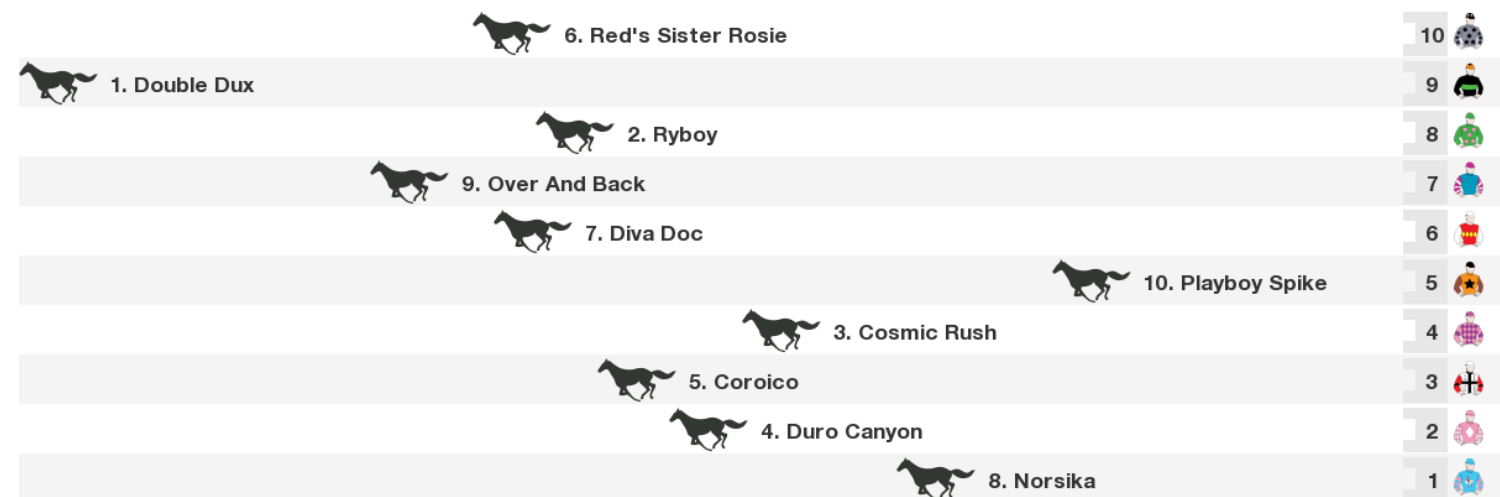 6. Red's Sister Rosie 10
1. Double Dux 9
2. Ryboy 8
9. Over And Back 7
7. Diva Doc 6
10. Playboy Spike 5
3. Cosmic Rush 4
5. Coroico 3
4. Duro Canyon 2
8. Norsika 1